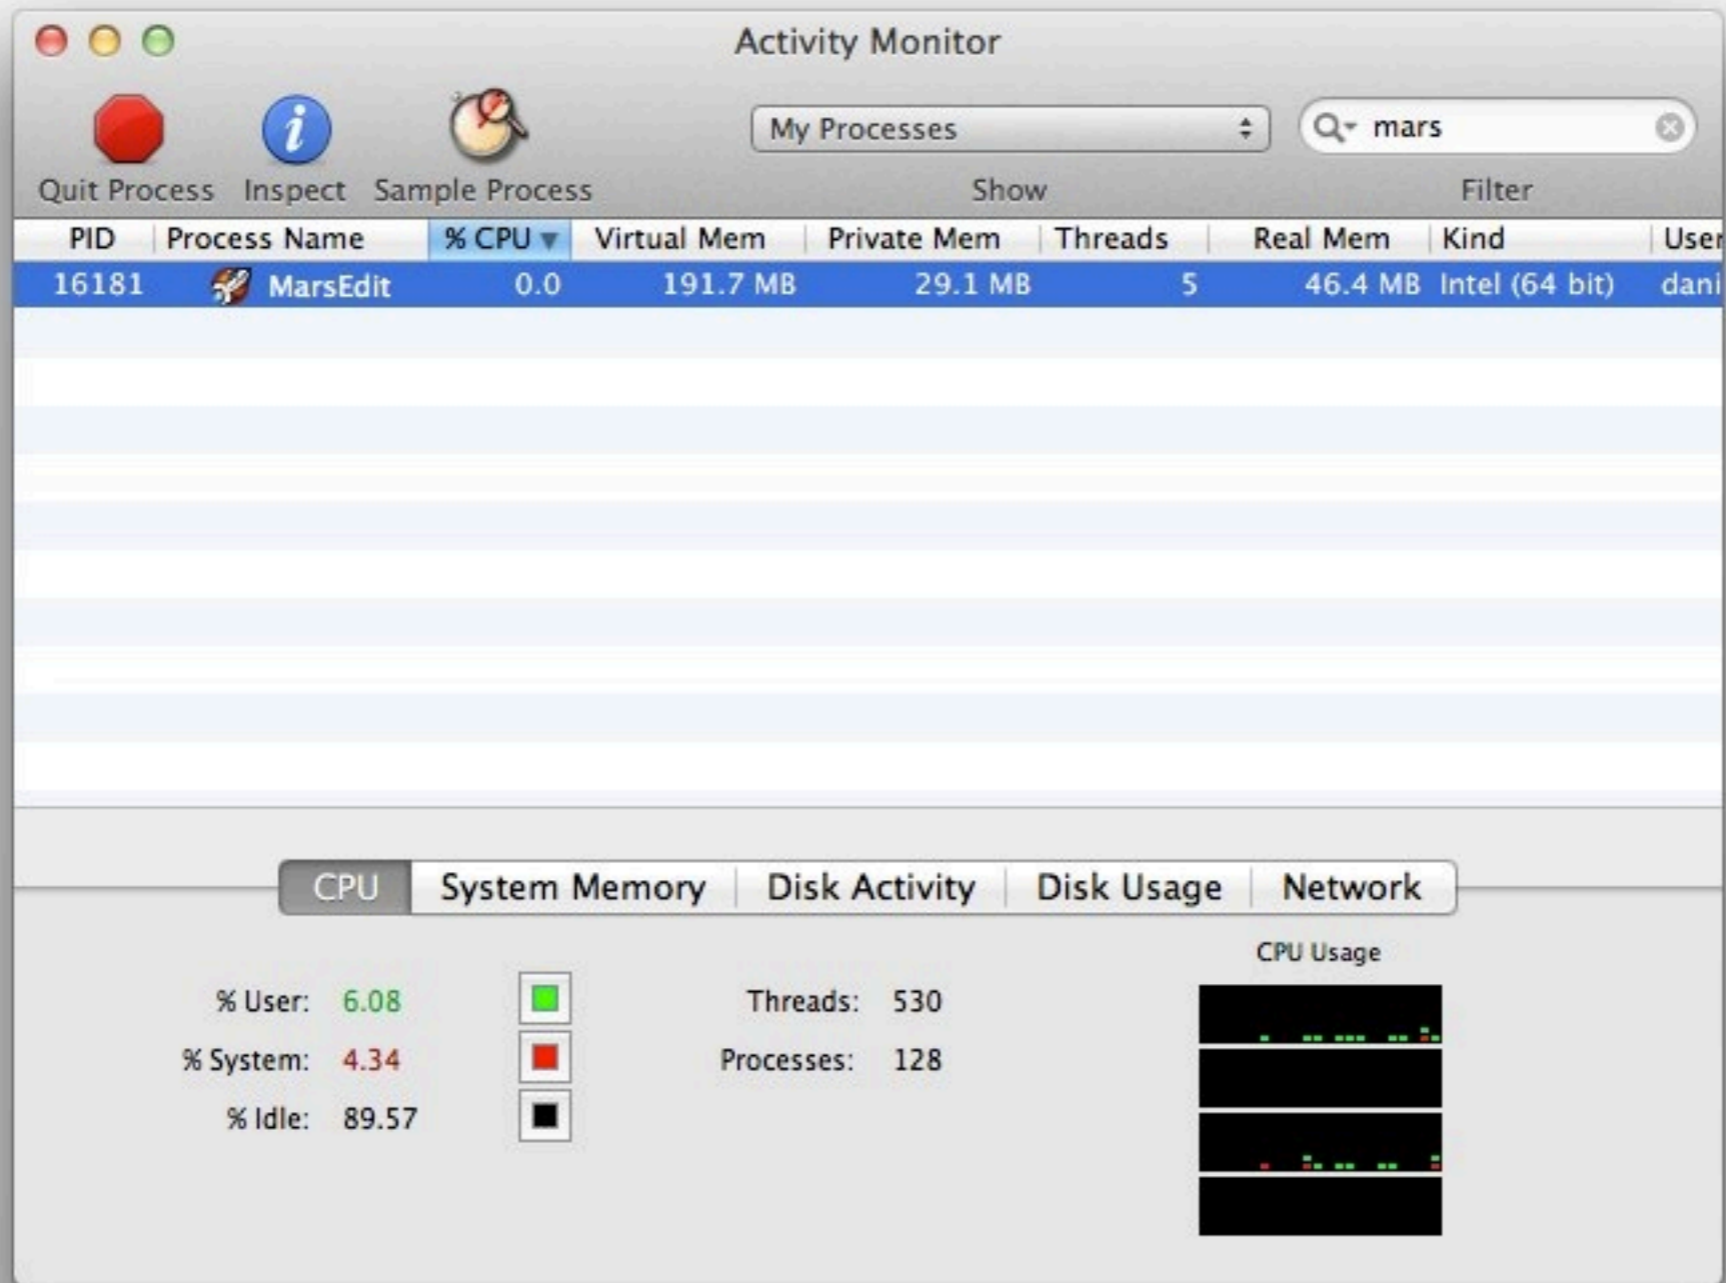 Activity Monitor
My Processes
mars
Quit Process Inspect Sample Process Show Filter
PID Process Name % CPU Virtual Mem Private Mem Threads Real Mem Kind User
16181 MarsEdit 0.0 191.7 MB 29.1 MB 5 46.4 MB Intel (64 bit) dani
CPU System Memory Disk Activity Disk Usage Network
CPU Usage
% User: 6.08 Threads: 530
% System: 4.34 Processes: 128
% Idle: 89.57